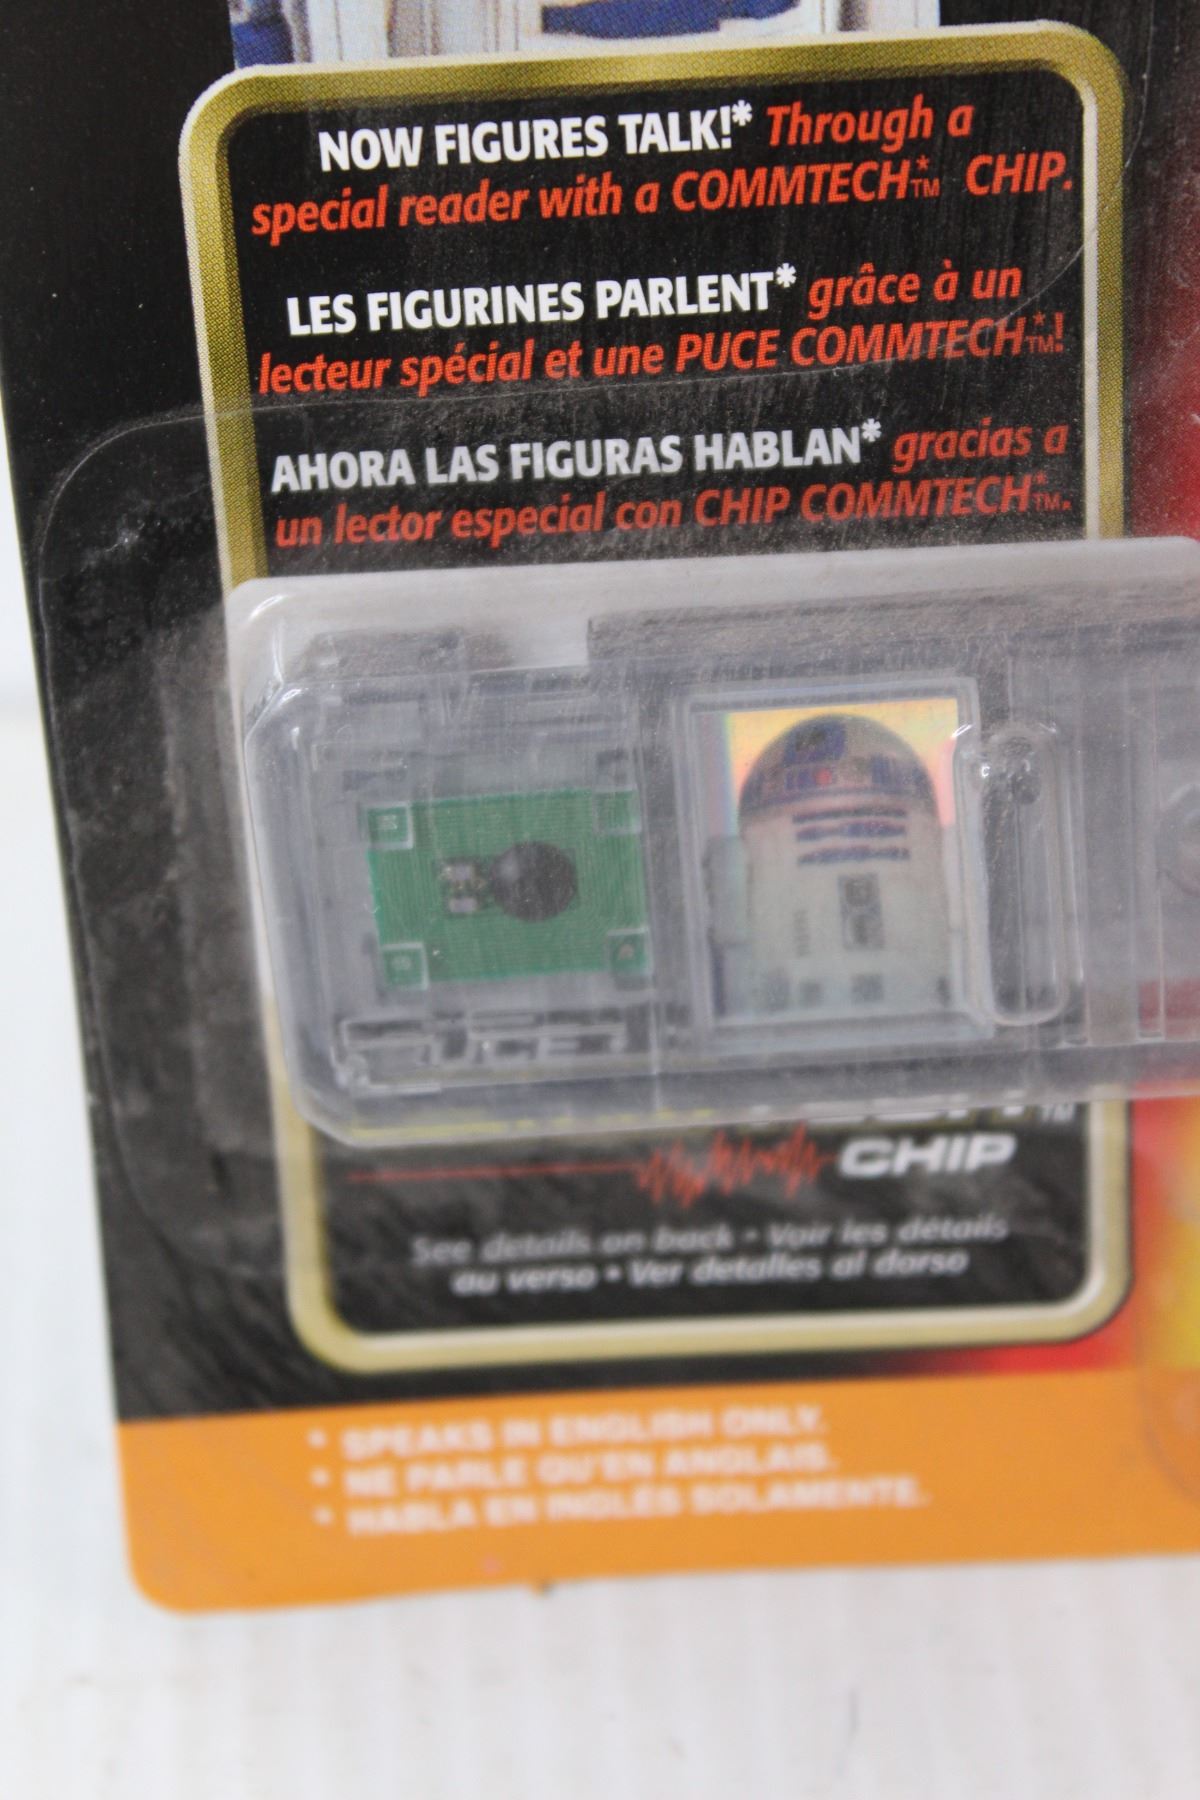 NOW FIGURES TALK!* Through a
special reader with a COMMTECH*™ CHIP.
LES FIGURINES PARLENT* grâce à un
lecteur spécial et une PUCE COMMTECH*™!
AHORA LAS FIGURAS HABLAN* gracias a
un lector especial con CHIP COMMTECH*™.
™
CHIP
See details on back • Voir les détails
au verso • Ver detalles al dorso
* SPEAKS IN ENGLISH ONLY.
* NE PARLE QU'EN ANGLAIS.
* HABLA EN INGLÉS SOLAMENTE.